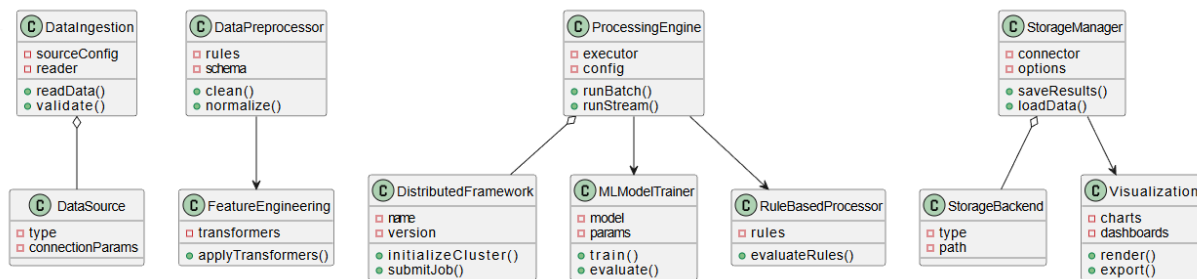 C DataIngestion
sourceConfig
reader
readData()
validate()
C DataPreprocessor
rules
schema
clean()
normalize()
C ProcessingEngine
executor
config
runBatch()
runStream()
C StorageManager
connector
options
saveResults()
loadData()
C DataSource
type
connectionParams
C FeatureEngineering
transformers
applyTransformers()
C DistributedFramework
name
version
initializeCluster()
submitJob()
C MLModelTrainer
model
params
train()
evaluate()
C RuleBasedProcessor
rules
evaluateRules()
C StorageBackend
type
path
C Visualization
charts
dashboards
render()
export()